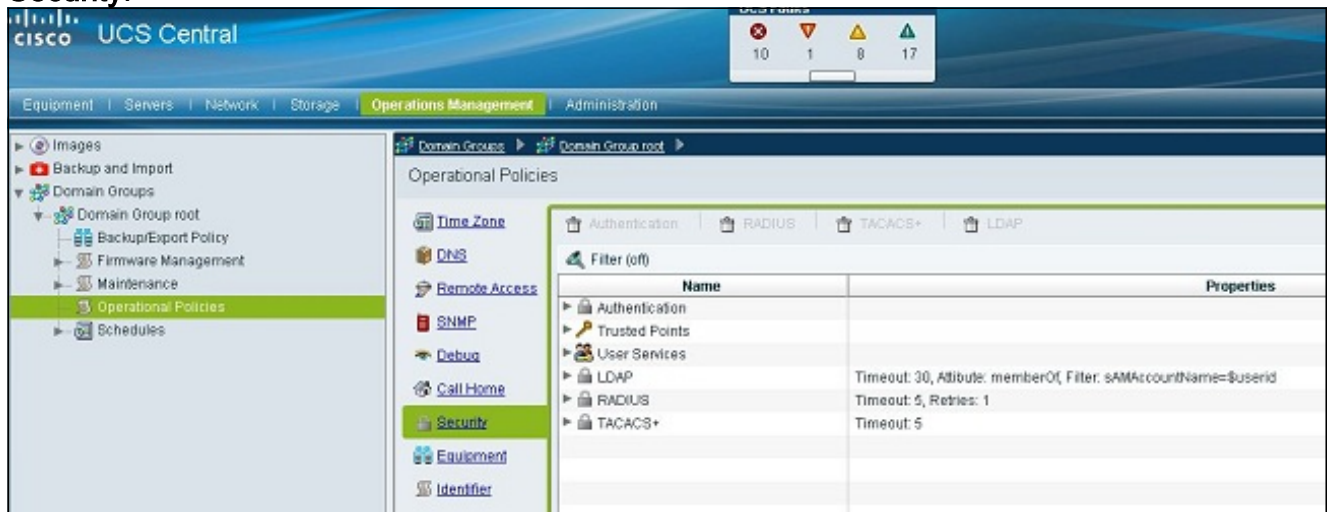 Security.
UCS Faults
cisco UCS Central
10 1 8 17
Equipment | Servers | Network | Storage | Operations Management | Administration
Images
Backup and Import
Domain Groups
Domain Group root
Backup/Export Policy
Firmware Management
Maintenance
Operational Policies
Schedules
Domain Groups Domain Group root
Operational Policies
Time Zone
DNS
Remote Access
SNMP
Debug
Call Home
Security
Equipment
Identifier
Authentication | RADIUS | TACACS+ | LDAP
Filter (off)
Name Properties
Authentication
Trusted Points
User Services
LDAP Timeout: 30, Attibute: memberOf, Filter: sAMAccountName=$userid
RADIUS Timeout: 5, Retries: 1
TACACS+ Timeout: 5